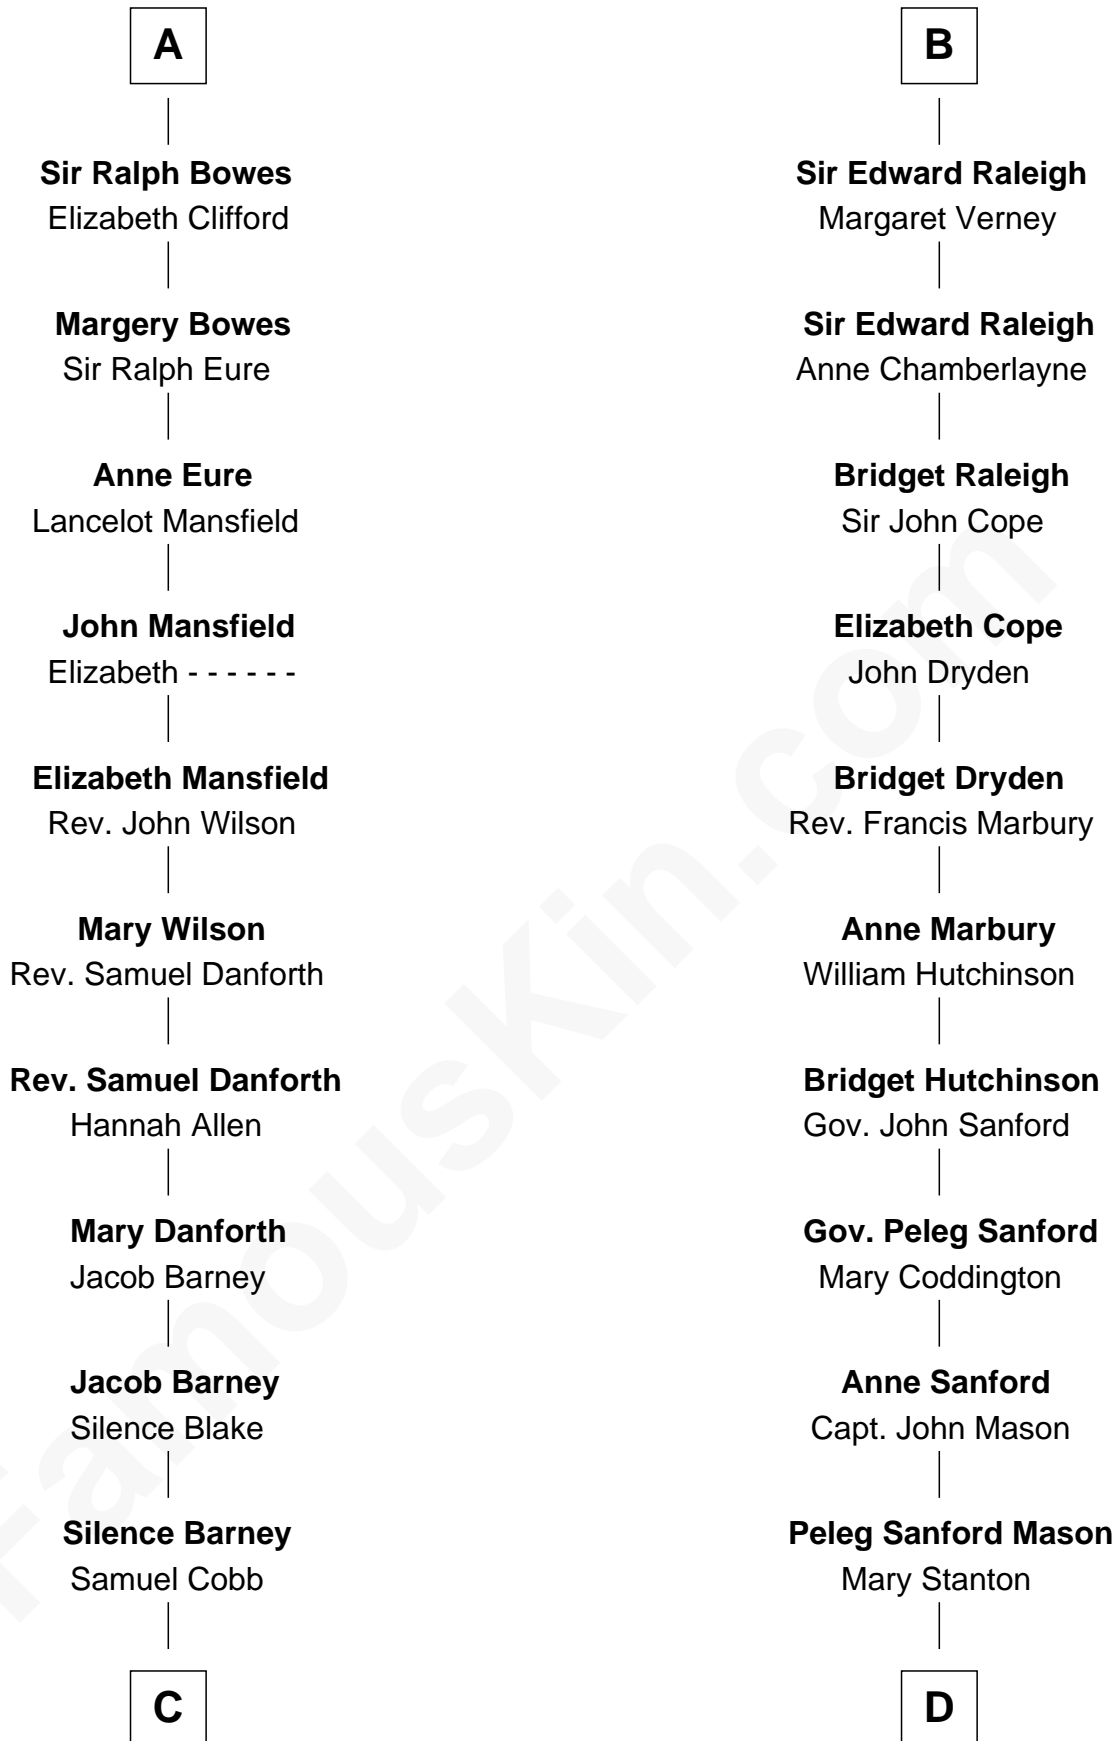 A
Sir Ralph Bowes
Elizabeth Clifford
Margery Bowes
Sir Ralph Eure
Anne Eure
Lancelot Mansfield
John Mansfield
Elizabeth - - - - - -
Elizabeth Mansfield
Rev. John Wilson
Mary Wilson
Rev. Samuel Danforth
Rev. Samuel Danforth
Hannah Allen
Mary Danforth
Jacob Barney
Jacob Barney
Silence Blake
Silence Barney
Samuel Cobb
C
B
Sir Edward Raleigh
Margaret Verney
Sir Edward Raleigh
Anne Chamberlayne
Bridget Raleigh
Sir John Cope
Elizabeth Cope
John Dryden
Bridget Dryden
Rev. Francis Marbury
Anne Marbury
William Hutchinson
Bridget Hutchinson
Gov. John Sanford
Gov. Peleg Sanford
Mary Coddington
Anne Sanford
Capt. John Mason
Peleg Sanford Mason
Mary Stanton
D
FamousKin.com